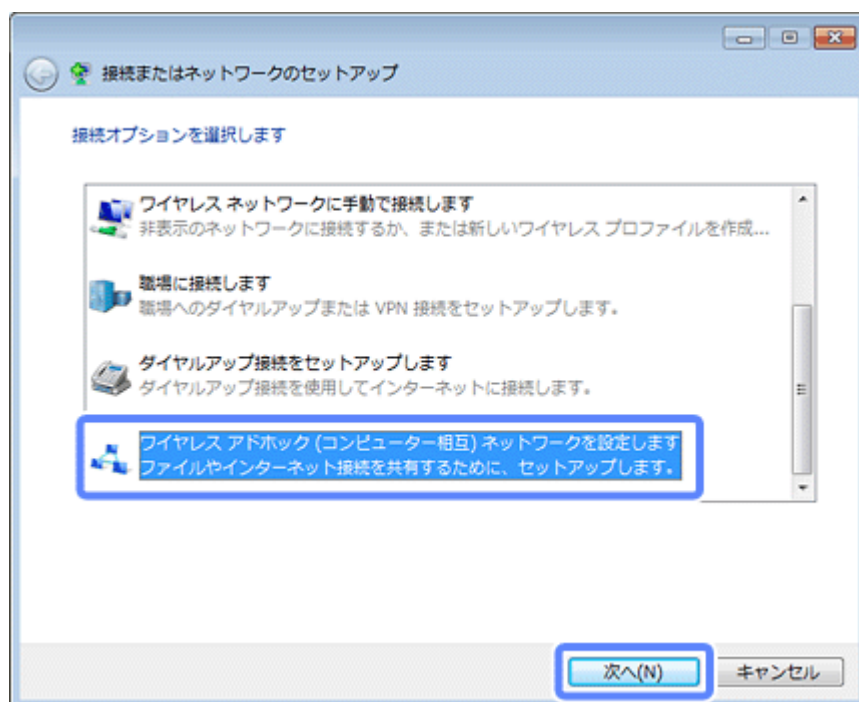 接続またはネットワークのセットアップ
接続オプションを選択します
ワイヤレス ネットワークに手動で接続します
非表示のネットワークに接続するか、または新しいワイヤレス プロファイルを作成...
職場に接続します
職場へのダイヤルアップまたは VPN 接続をセットアップします。
ダイヤルアップ接続をセットアップします
ダイヤルアップ接続を使用してインターネットに接続します。
ワイヤレス アドホック (コンピューター相互) ネットワークを設定します
ファイルやインターネット接続を共有するために、セットアップします。
次へ(N)
キャンセル